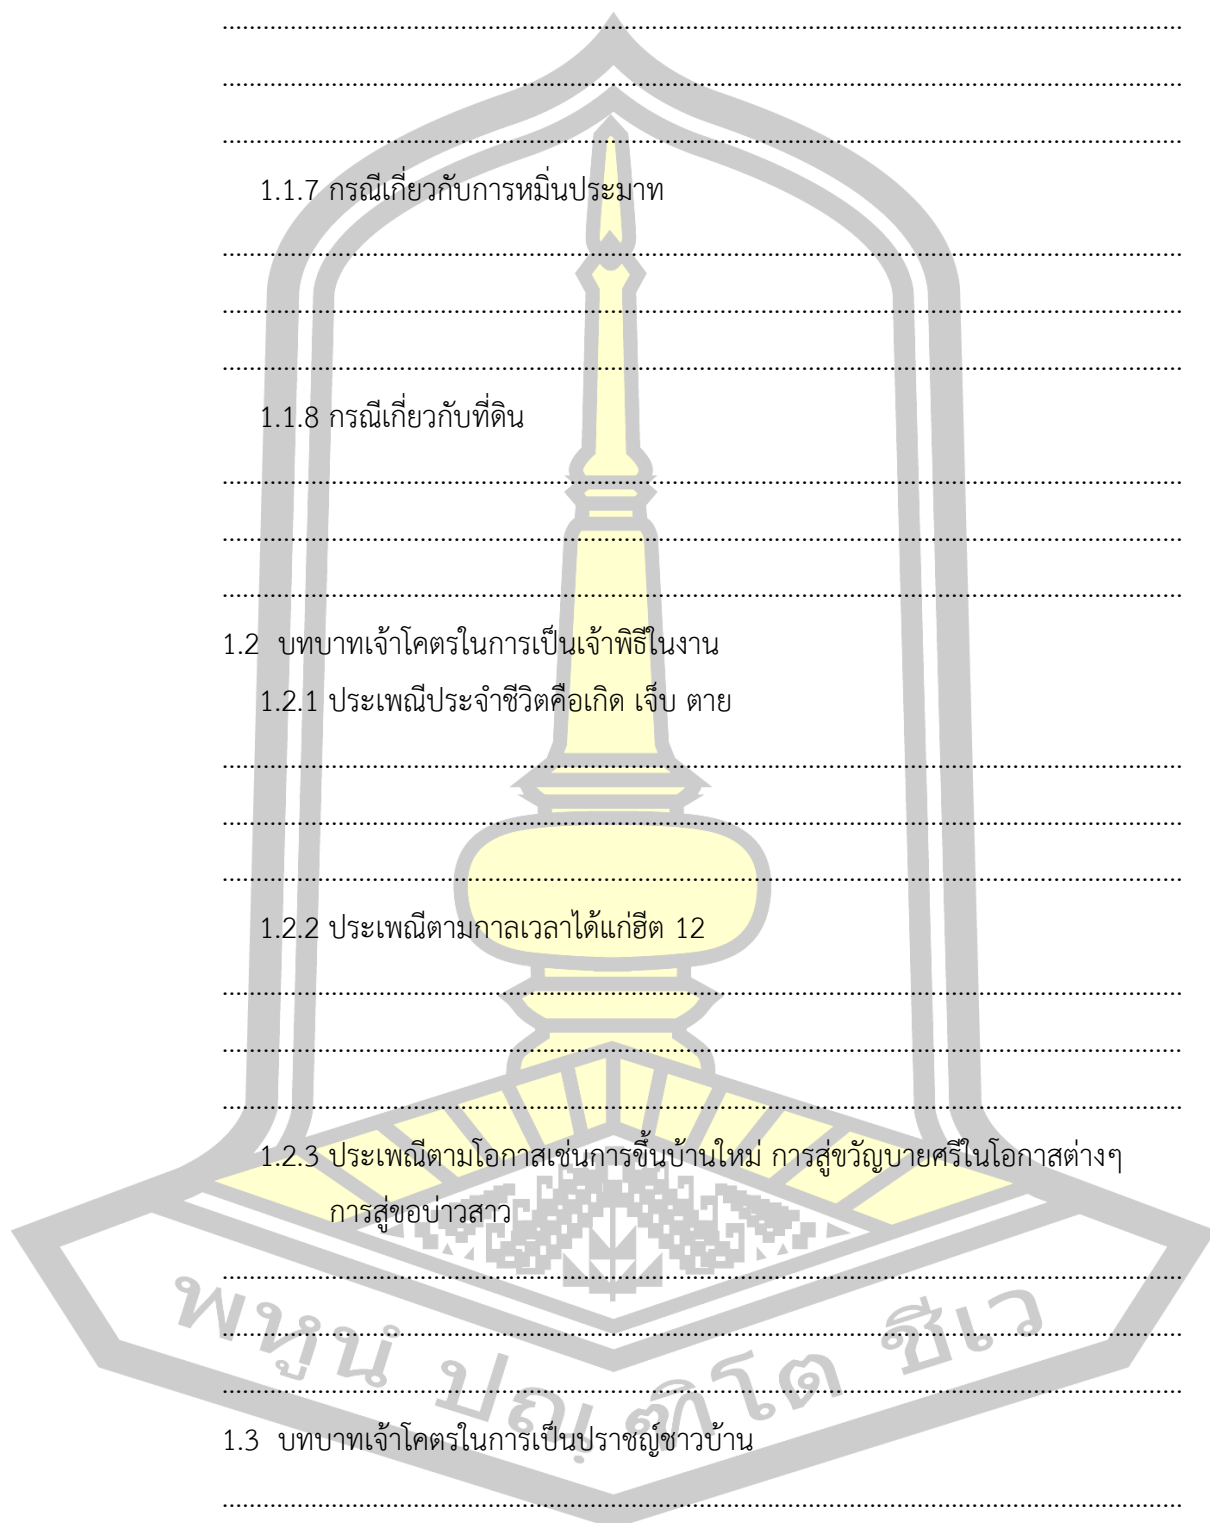 ................................................................................
................................................................................
................................................................................
1.1.7 กรณีเกี่ยวกับการหมิ่นประมาท
................................................................................
................................................................................
................................................................................
1.1.8 กรณีเกี่ยวกับที่ดิน
................................................................................
................................................................................
................................................................................
1.2 บทบาทเจ้าโคตรในการเป็นเจ้าพิธีในงาน
1.2.1 ประเพณีประจำชีวิตคือเกิด เจ็บ ตาย
................................................................................
................................................................................
................................................................................
1.2.2 ประเพณีตามกาลเวลาได้แก่ฮีต 12
................................................................................
................................................................................
................................................................................
1.2.3 ประเพณีตามโอกาสเช่นการขึ้นบ้านใหม่ การสู่ขวัญบายศรีในโอกาสต่างๆ
การสู่ขอบ่าวสาว
................................................................................
................................................................................
................................................................................
พหูนํ ปณฺฑิโต ชีเว
1.3 บทบาทเจ้าโคตรในการเป็นปราชญ์ชาวบ้าน
................................................................................